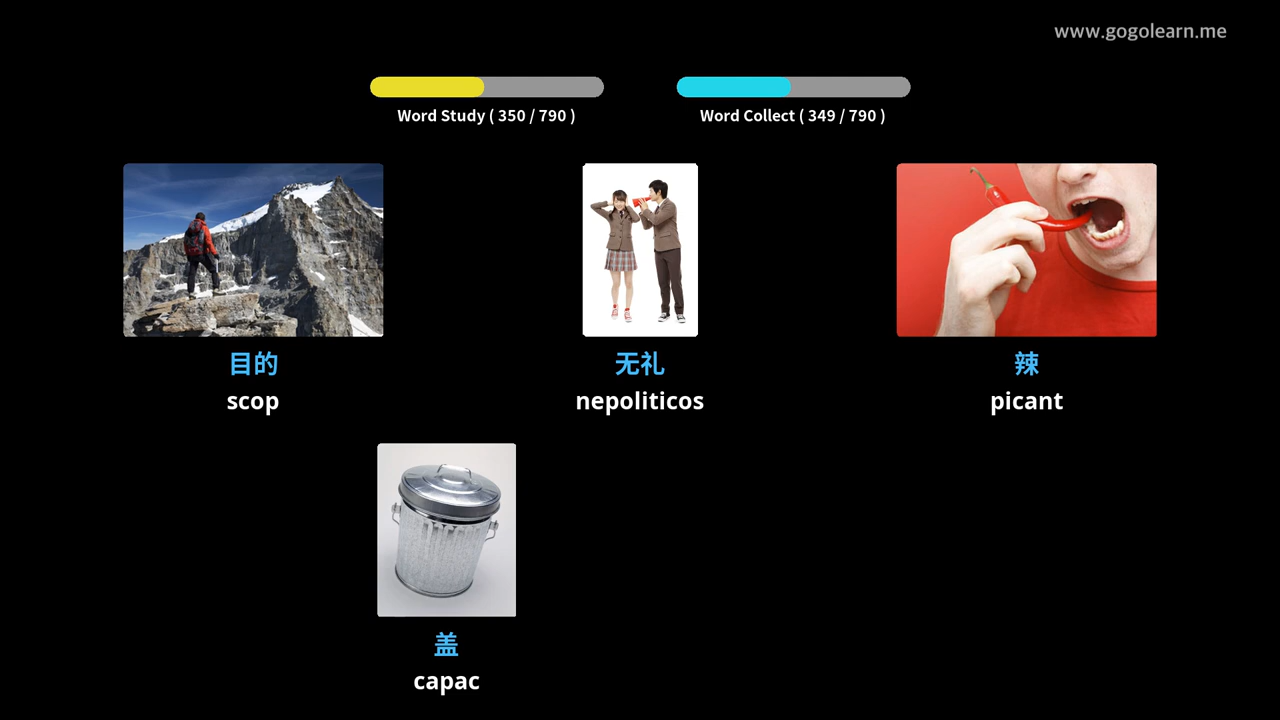 www.gogolearn.me
Word Study ( 350 / 790 )
Word Collect ( 349 / 790 )
目的
scop
无礼
nepoliticos
辣
picant
盖
capac